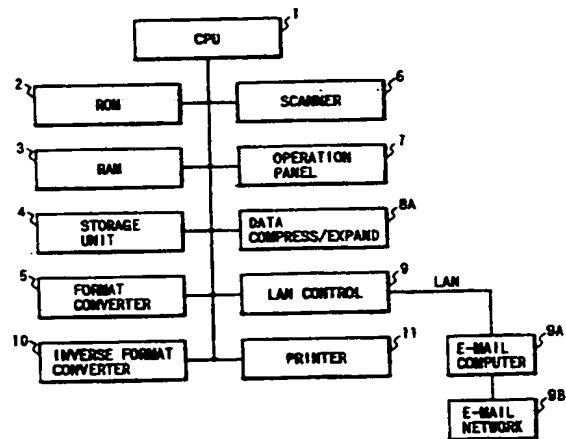 1
CPU
2
ROM
6
SCANNER
3
RAM
7
OPERATION
PANEL
4
STORAGE
UNIT
8A
DATA
COMPRESS/EXPAND
5
FORMAT
CONVERTER
9
LAN CONTROL
LAN
10
INVERSE FORMAT
CONVERTER
11
PRINTER
9A
E-MAIL
COMPUTER
9B
E-MAIL
NETWORK